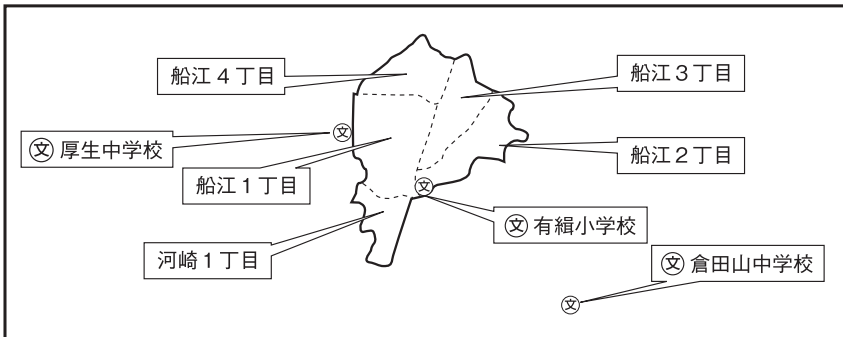 船江4丁目
船江3丁目
㊫厚生中学校
船江2丁目
船江1丁目
㊫有緝小学校
河崎1丁目
㊫倉田山中学校